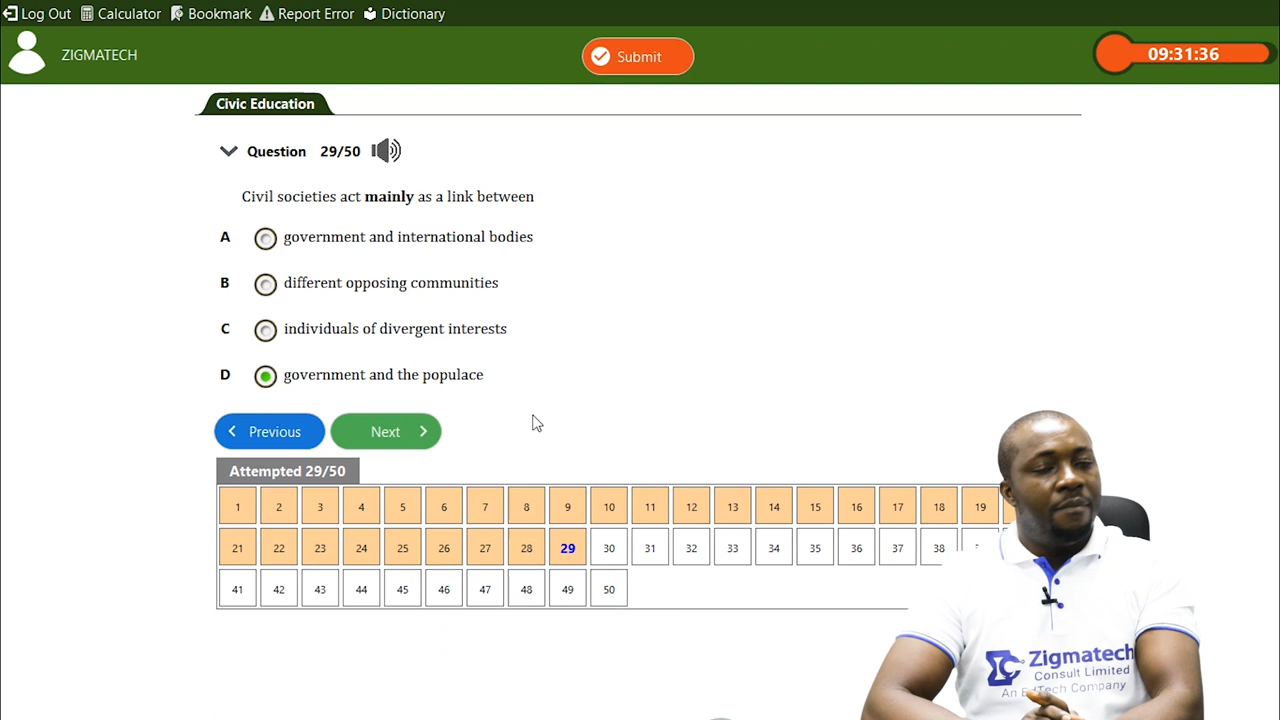 Log Out Calculator Bookmark Report Error Dictionary
ZIGMATECH
Submit
09:31:36
Civic Education
Question 29/50
Civil societies act mainly as a link between
A government and international bodies
B different opposing communities
C individuals of divergent interests
D government and the populace
Previous Next
Attempted 29/50
1 2 3 4 5 6 7 8 9 10 11 12 13 14 15 16 17 18 19
21 22 23 24 25 26 27 28 29 30 31 32 33 34 35 36 37 38
41 42 43 44 45 46 47 48 49 50
Zigmatech
Consult Limited
An EdTech Company